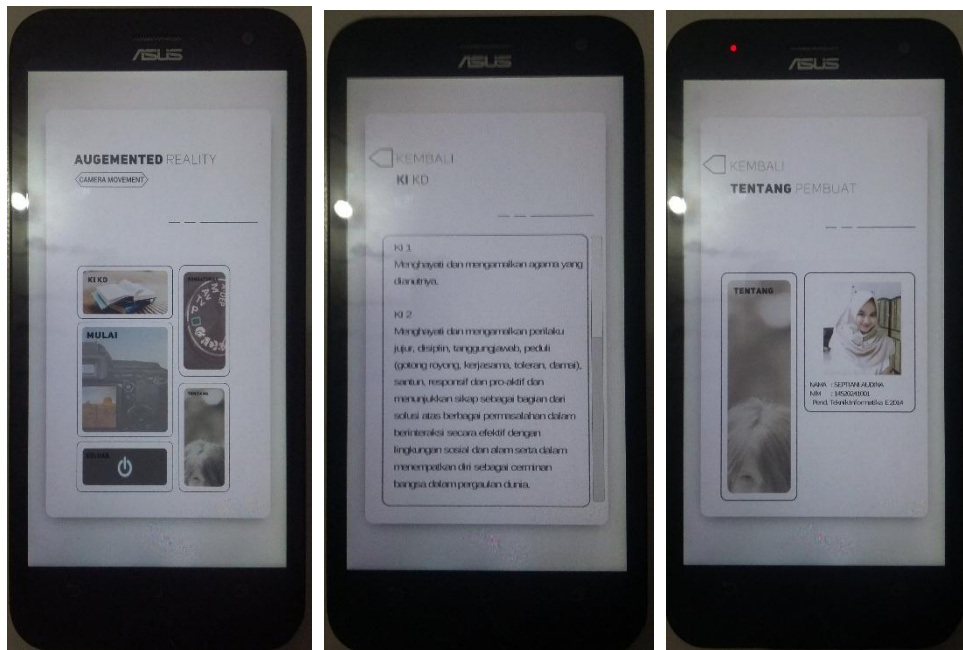 ASUS
AUGEMENTED REALITY
CAMERA MOVEMENT
KI KD
MULAI
TENTANG
ASUS
KEMBALI
KI KD
KI 1
Menghayati dan mengamalkan agama yang
dianutnya.
KI 2
Menghayati dan mengamalkan perilaku
jujur, disiplin, tanggungjawab, peduli
(gotong royong, kerjasama, toleran, damai),
santun, responsif dan pro-aktif dan
menunjukkan sikap sebagai bagian dari
solusi atas berbagai permasalahan dalam
berinteraksi secara efektif dengan
lingkungan sosial dan alam serta dalam
menempatkan diri sebagai cerminan
bangsa dalam pergaulan dunia.
ASUS
KEMBALI
TENTANG PEMBUAT
TENTANG
NAMA : SEPTIANI AUDINA
NIM : 14520241001
Pend. Teknik Informatika E 2014